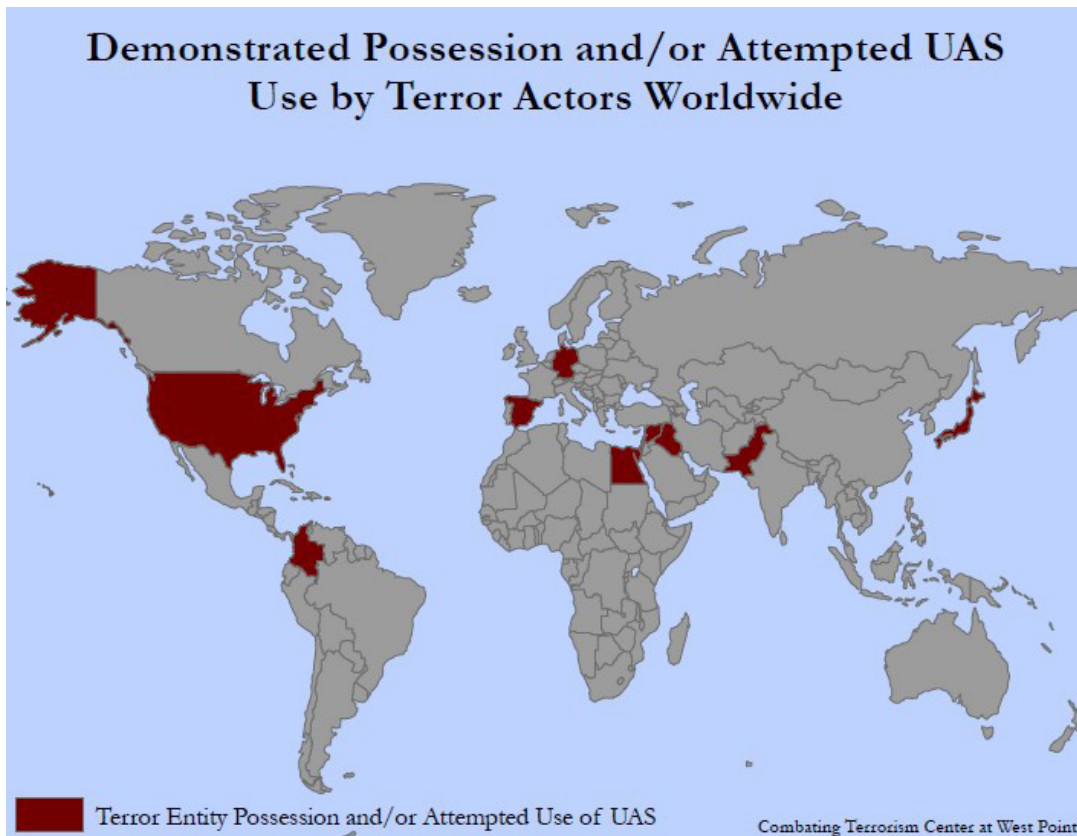 Demonstrated Possession and/or Attempted UAS
Use by Terror Actors Worldwide
Terror Entity Possession and/or Attempted Use of UAS
Combating Terrorism Center at West Point